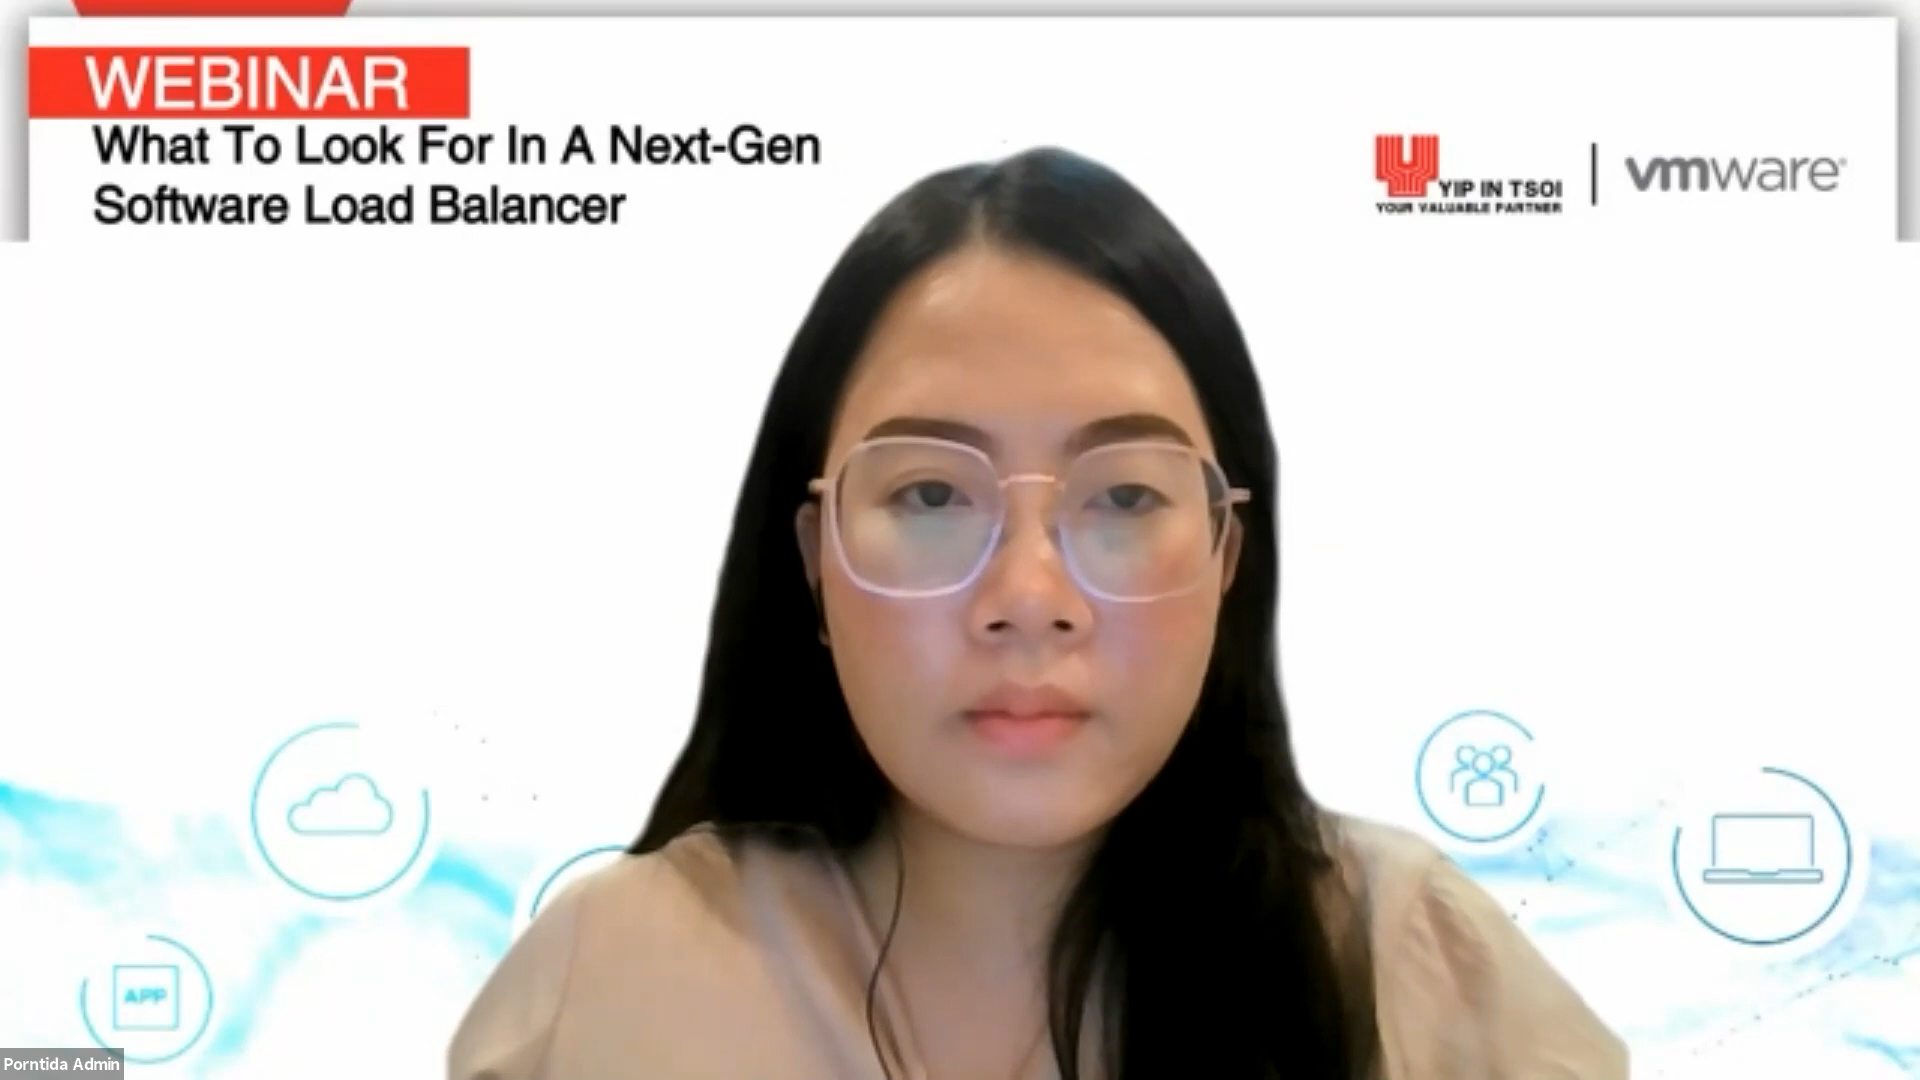 WEBINAR
What To Look For In A Next-Gen
Software Load Balancer
YIP IN TSOI
YOUR VALUABLE PARTNER
vmware®
APP
Porntida Admin